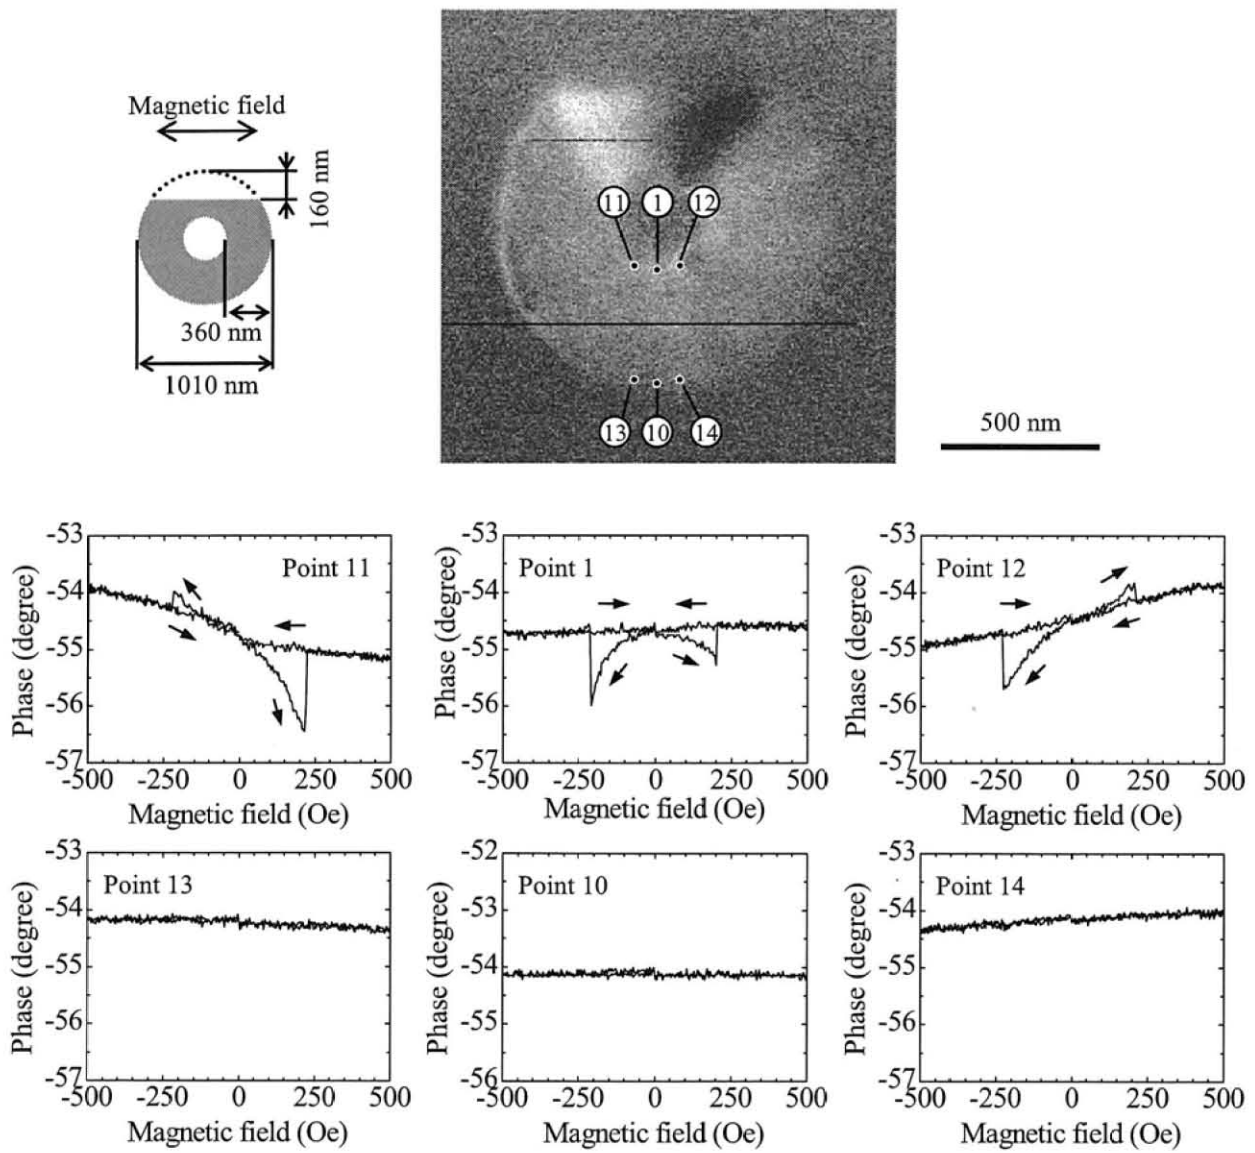 Magnetic field
160 nm
360 nm
1010 nm
11 1 12
13 10 14
500 nm
-53
-54
-55
-56
-57
Phase (degree)
Point 11
-500 -250 0 250 500
Magnetic field (Oe)
-53
-54
-55
-56
-57
Phase (degree)
Point 1
-500 -250 0 250 500
Magnetic field (Oe)
-53
-54
-55
-56
-57
Phase (degree)
Point 12
-500 -250 0 250 500
Magnetic field (Oe)
-53
-54
-55
-56
-57
Phase (degree)
Point 13
-500 -250 0 250 500
Magnetic field (Oe)
-52
-53
-54
-55
-56
Phase (degree)
Point 10
-500 -250 0 250 500
Magnetic field (Oe)
-53
-54
-55
-56
-57
Phase (degree)
Point 14
-500 -250 0 250 500
Magnetic field (Oe)